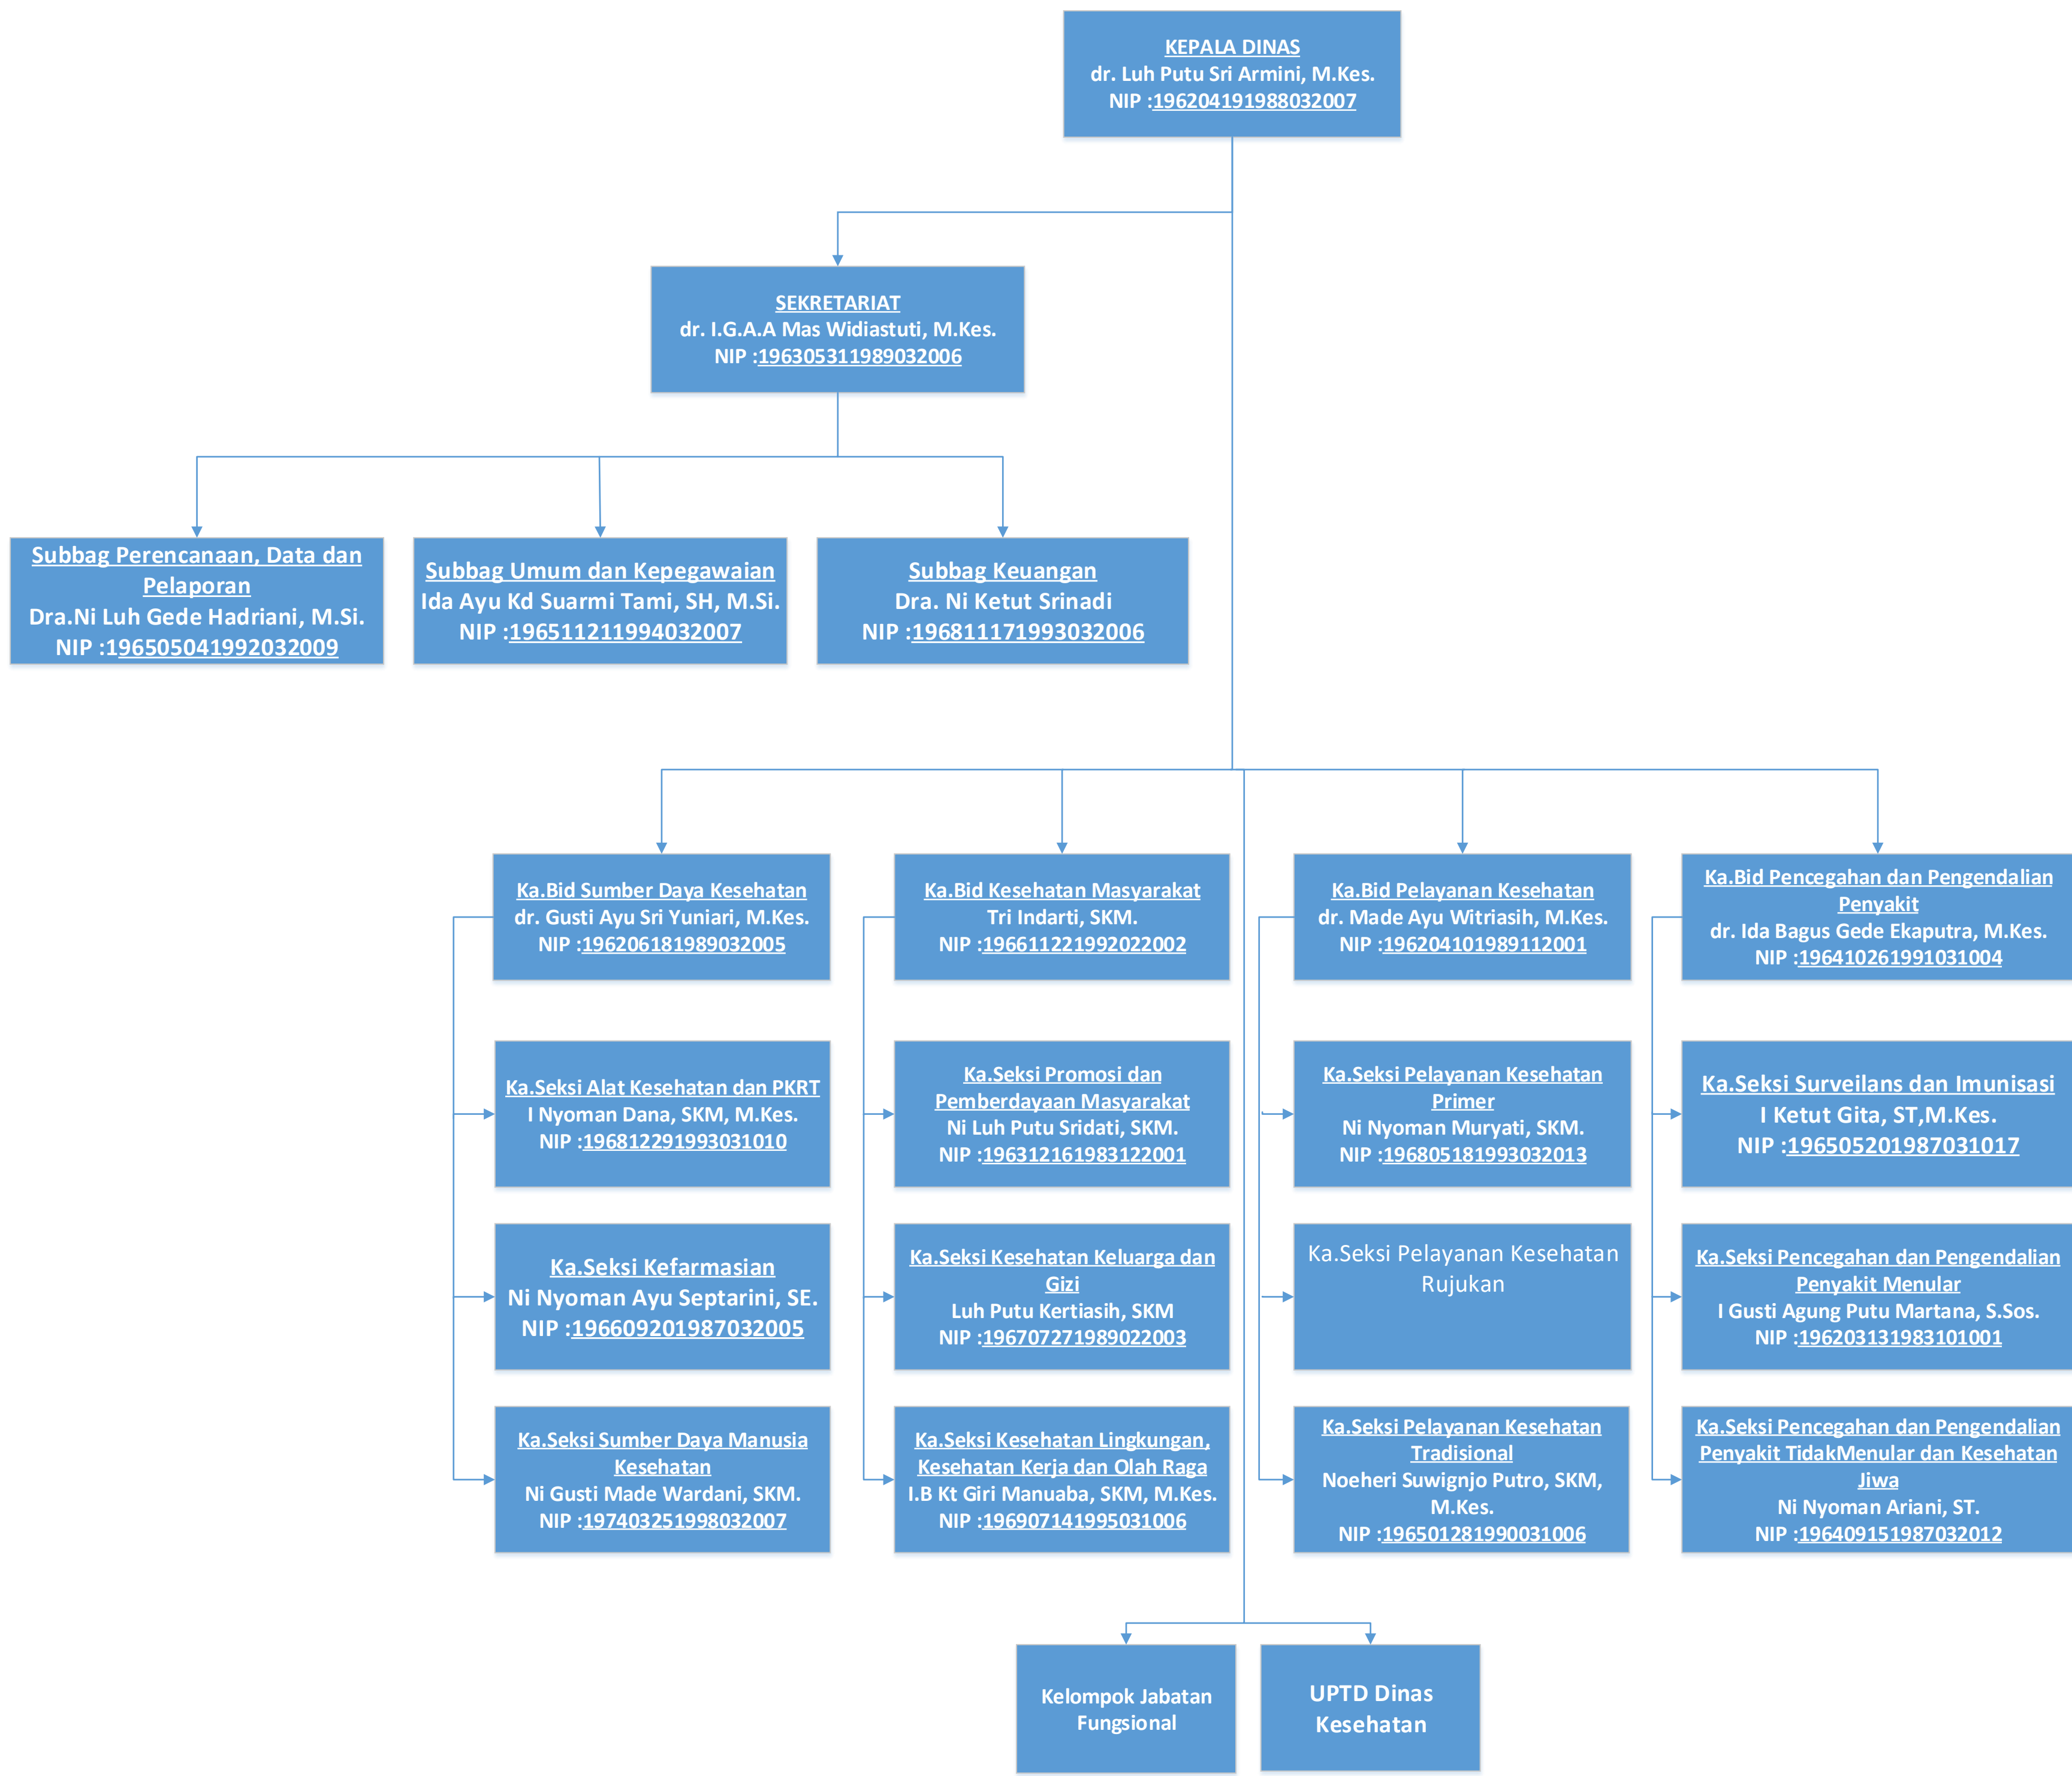 KEPALA DINAS
dr. Luh Putu Sri Armini, M.Kes.
NIP :196204191988032007
SEKRETARIAT
dr. I.G.A.A Mas Widiastuti, M.Kes.
NIP :196305311989032006
Subbag Perencanaan, Data dan
Pelaporan
Dra.Ni Luh Gede Hadriani, M.Si.
NIP :196505041992032009
Subbag Umum dan Kepegawaian
Ida Ayu Kd Suarmi Tami, SH, M.Si.
NIP :196511211994032007
Subbag Keuangan
Dra. Ni Ketut Srinadi
NIP :196811171993032006
Ka.Bid Sumber Daya Kesehatan
dr. Gusti Ayu Sri Yuniari, M.Kes.
NIP :196206181989032005
Ka.Bid Kesehatan Masyarakat
Tri Indarti, SKM.
NIP :196611221992022002
Ka.Bid Pelayanan Kesehatan
dr. Made Ayu Witriasih, M.Kes.
NIP :196204101989112001
Ka.Bid Pencegahan dan Pengendalian
Penyakit
dr. Ida Bagus Gede Ekaputra, M.Kes.
NIP :196410261991031004
Ka.Seksi Alat Kesehatan dan PKRT
I Nyoman Dana, SKM, M.Kes.
NIP :196812291993031010
Ka.Seksi Promosi dan
Pemberdayaan Masyarakat
Ni Luh Putu Sridati, SKM.
NIP :196312161983122001
Ka.Seksi Pelayanan Kesehatan
Primer
Ni Nyoman Muryati, SKM.
NIP :196805181993032013
Ka.Seksi Surveilans dan Imunisasi
I Ketut Gita, ST,M.Kes.
NIP :196505201987031017
Ka.Seksi Kefarmasian
Ni Nyoman Ayu Septarini, SE.
NIP :196609201987032005
Ka.Seksi Kesehatan Keluarga dan
Gizi
Luh Putu Kertiasih, SKM
NIP :196707271989022003
Ka.Seksi Pelayanan Kesehatan
Rujukan
Ka.Seksi Pencegahan dan Pengendalian
Penyakit Menular
I Gusti Agung Putu Martana, S.Sos.
NIP :196203131983101001
Ka.Seksi Sumber Daya Manusia
Kesehatan
Ni Gusti Made Wardani, SKM.
NIP :197403251998032007
Ka.Seksi Kesehatan Lingkungan,
Kesehatan Kerja dan Olah Raga
I.B Kt Giri Manuaba, SKM, M.Kes.
NIP :196907141995031006
Ka.Seksi Pelayanan Kesehatan
Tradisional
Noeheri Suwignjo Putro, SKM,
M.Kes.
NIP :196501281990031006
Ka.Seksi Pencegahan dan Pengendalian
Penyakit TidakMenular dan Kesehatan
Jiwa
Ni Nyoman Ariani, ST.
NIP :196409151987032012
Kelompok Jabatan
Fungsional
UPTD Dinas
Kesehatan